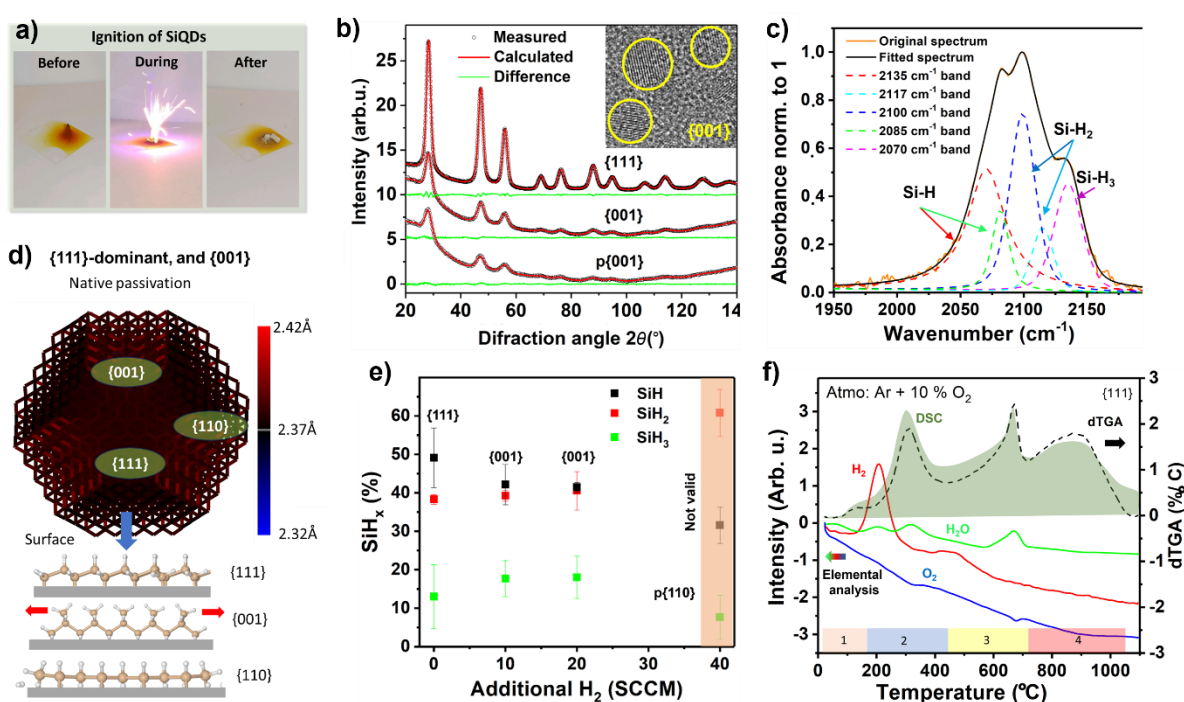 a)
Ignition of SiQDs
Before During After
b)
Measured
Calculated
Difference
{001}
{111}
{001}
p{001}
Intensity (arb.u.)
25
20
15
10
5
0
20 40 60 80 100 120 14
Difraction angle 2θ(°)
c)
Original spectrum
Fitted spectrum
2135 cm-1 band
2117 cm-1 band
2100 cm-1 band
2085 cm-1 band
2070 cm-1 band
Si-H2
Si-H3
Si-H
Absorbance norm. to 1
1,0
0,8
0,6
0,4
0,2
0
1950 2000 2050 2100 2150
Wavenumber (cm-1)
d)
{111}-dominant, and {001}
Native passivation
{001}
{110}
{111}
2.42Å
2.37Å
2.32Å
Surface
{111}
{001}
{110}
e)
SiH
SiH2
SiH3
{111}
{001}
{001}
Not valid
p{110}
SiHx (%)
60
50
40
30
20
10
0
0 10 20 30 40
Additional H2 (SCCM)
f)
Atmo: Ar + 10 % O2
{111}
DSC
dTGA
H2
H2O
O2
Elemental
analysis
1 2 3 4
Intensity (Arb. u.)
0
-1
-2
-3
dTGA (%/ C)
3
2
1
0
-1
-2
-3
0 200 400 600 800 1000
Temperature (ºC)